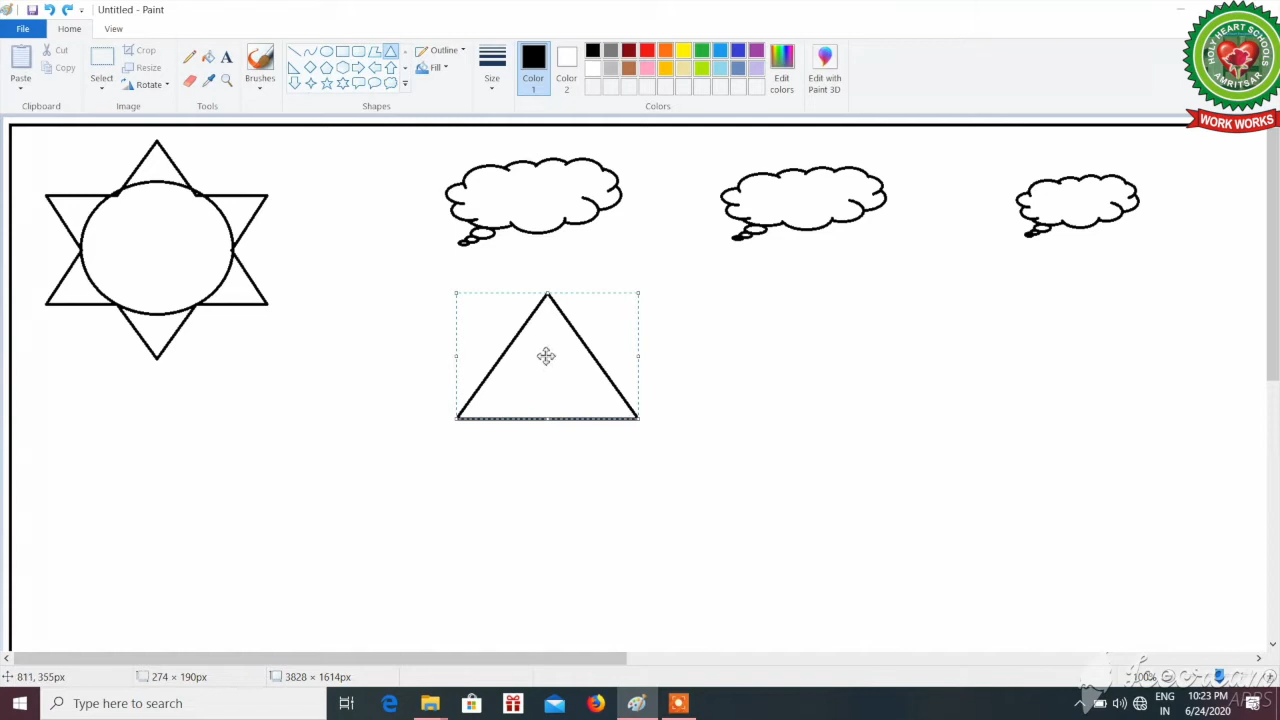 Untitled - Paint
File
Home
View
Paste
Cut
Copy
Clipboard
Select
Crop
Resize
Rotate
Image
Tools
Brushes
Shapes
Outline
Fill
Size
Color 1
Color 2
Edit colors
Edit with Paint 3D
Colors
HOLY HEART SCHOOLS
AMRITSAR
WORK WORKS
811, 355px
274 × 190px
3828 × 1614px
100%
Type here to search
ENG
IN
10:23 PM
6/24/2020
APPS